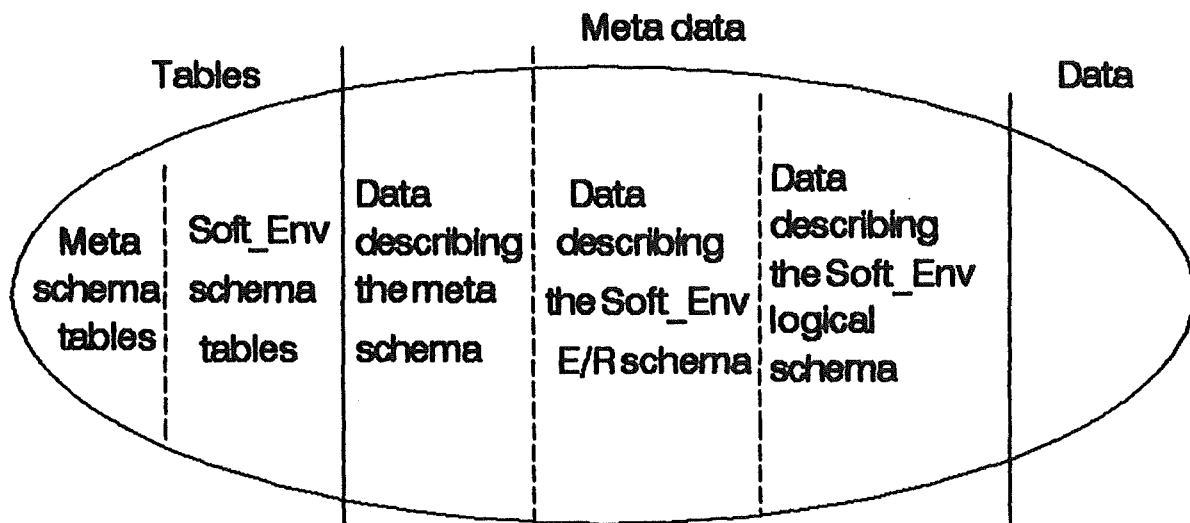 Meta data
Tables
Data
Meta
schema
tables
Soft_Env
schema
tables
Data
describing
the meta
schema
Data
describing
the Soft_Env
E/R schema
Data
describing
the Soft_Env
logical
schema